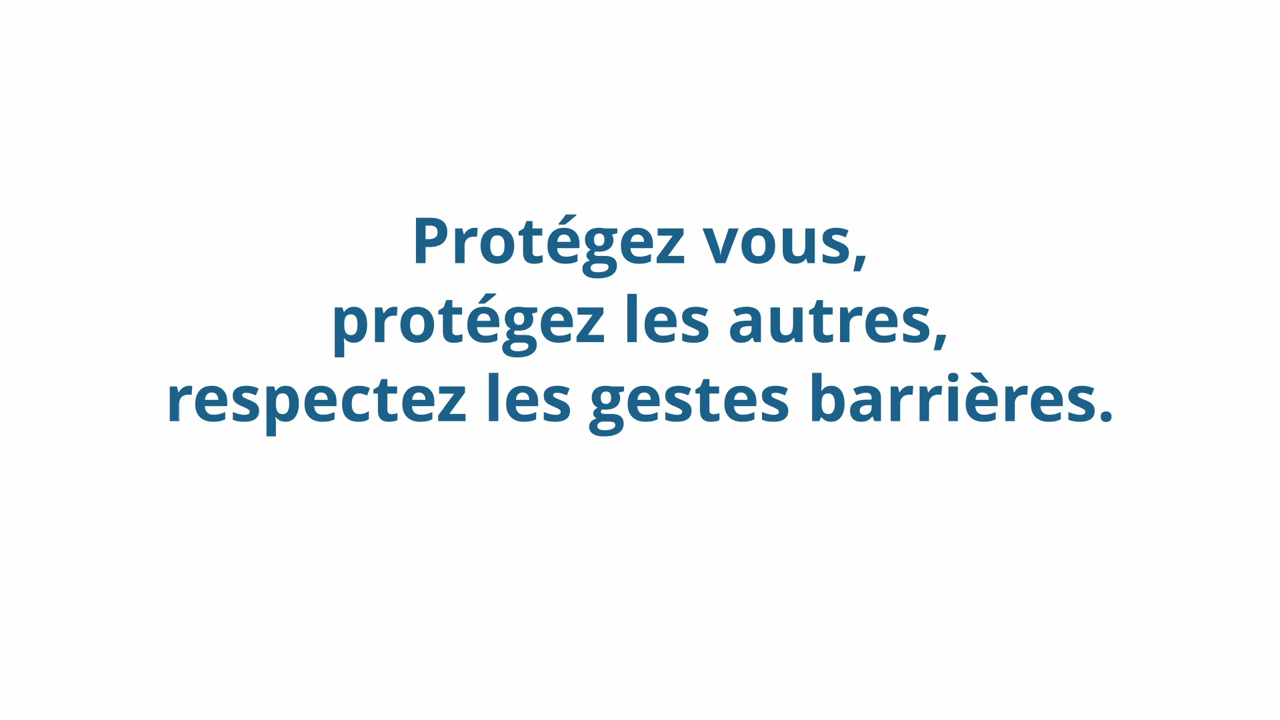 Protégez vous,
protégez les autres,
respectez les gestes barrières.